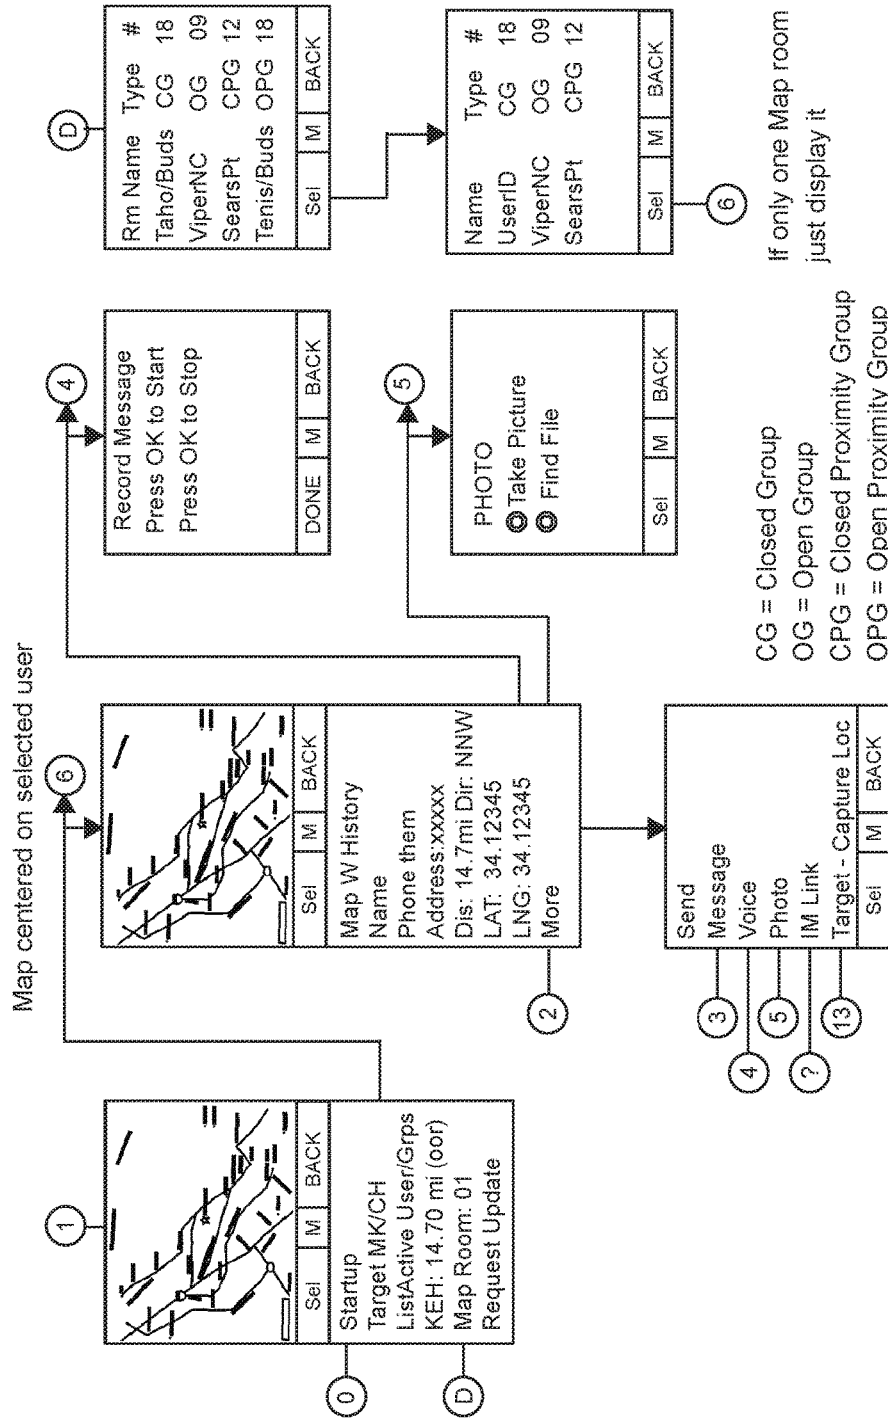 Map centered on selected user
1
Sel M BACK
Startup
Target MK/CH
ListActive User/Grps
KEH: 14.70 mi (oor)
Map Room: 01
Request Update
0
D
6
Sel M BACK
Map W History
Name
Phone them
Address:xxxxx
Dis: 14.7mi Dir: NNW
LAT: 34.12345
LNG: 34.12345
More
2
Send
Message
Voice
Photo
IM Link
Target - Capture Loc
Sel M BACK
3
4
5
?
13
4
Record Message
Press OK to Start
Press OK to Stop
DONE M BACK
5
PHOTO
Take Picture
Find File
Sel M BACK
CG = Closed Group
OG = Open Group
CPG = Closed Proximity Group
OPG = Open Proximity Group
D
Rm Name Type #
Taho/Buds CG 18
ViperNC OG 09
SearsPt CPG 12
Tenis/Buds OPG 18
Sel M BACK
Name Type #
UserID CG 18
ViperNC OG 09
SearsPt CPG 12
Sel M BACK
6
If only one Map room
just display it